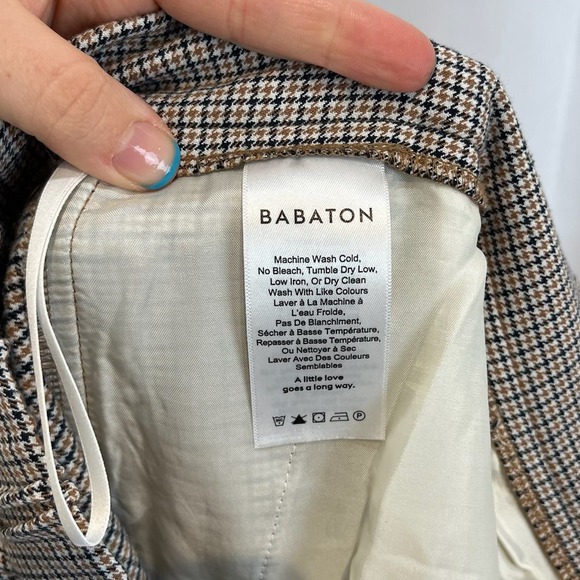 BABATON
Machine Wash Cold,
No Bleach, Tumble Dry Low,
Low Iron, Or Dry Clean
Wash With Like Colours
Laver à La Machine à
L'eau Froide,
Pas De Blanchiment,
Sécher à Basse Température,
Repasser à Basse Température,
Ou Nettoyer à Sec
Laver Avec Des Couleurs
Semblables
A little love
goes a long way.
P